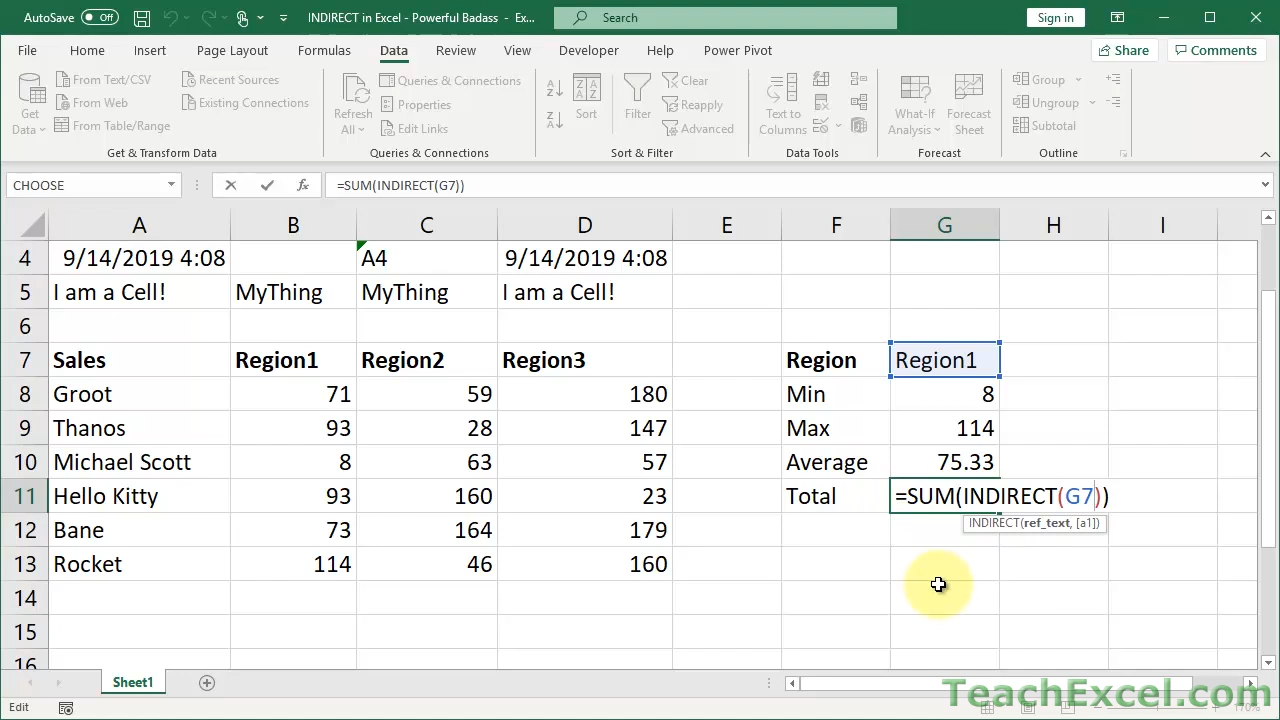 AutoSave Off INDIRECT in Excel - Powerful Badass - Ex... Search Sign in
File Home Insert Page Layout Formulas Data Review View Developer Help Power Pivot Share Comments
From Text/CSV Recent Sources Queries & Connections Clear Group
From Web Existing Connections Properties Reapply Ungroup
From Table/Range Edit Links Advanced Subtotal
Get Data Refresh All Sort Filter Text to Columns What-If Analysis Forecast Sheet
Get & Transform Data Queries & Connections Sort & Filter Data Tools Forecast Outline
CHOOSE fx =SUM(INDIRECT(G7))
A B C D E F G H I
4 9/14/2019 4:08 A4 9/14/2019 4:08
5 I am a Cell! MyThing MyThing I am a Cell!
6
7 Sales Region1 Region2 Region3 Region Region1
8 Groot 71 59 180 Min 8
9 Thanos 93 28 147 Max 114
10 Michael Scott 8 63 57 Average 75.33
11 Hello Kitty 93 160 23 Total =SUM(INDIRECT(G7))
INDIRECT(ref_text, [a1])
12 Bane 73 164 179
13 Rocket 114 46 160
14
15
16
Sheet1
TeachExcel.com
Edit 170%